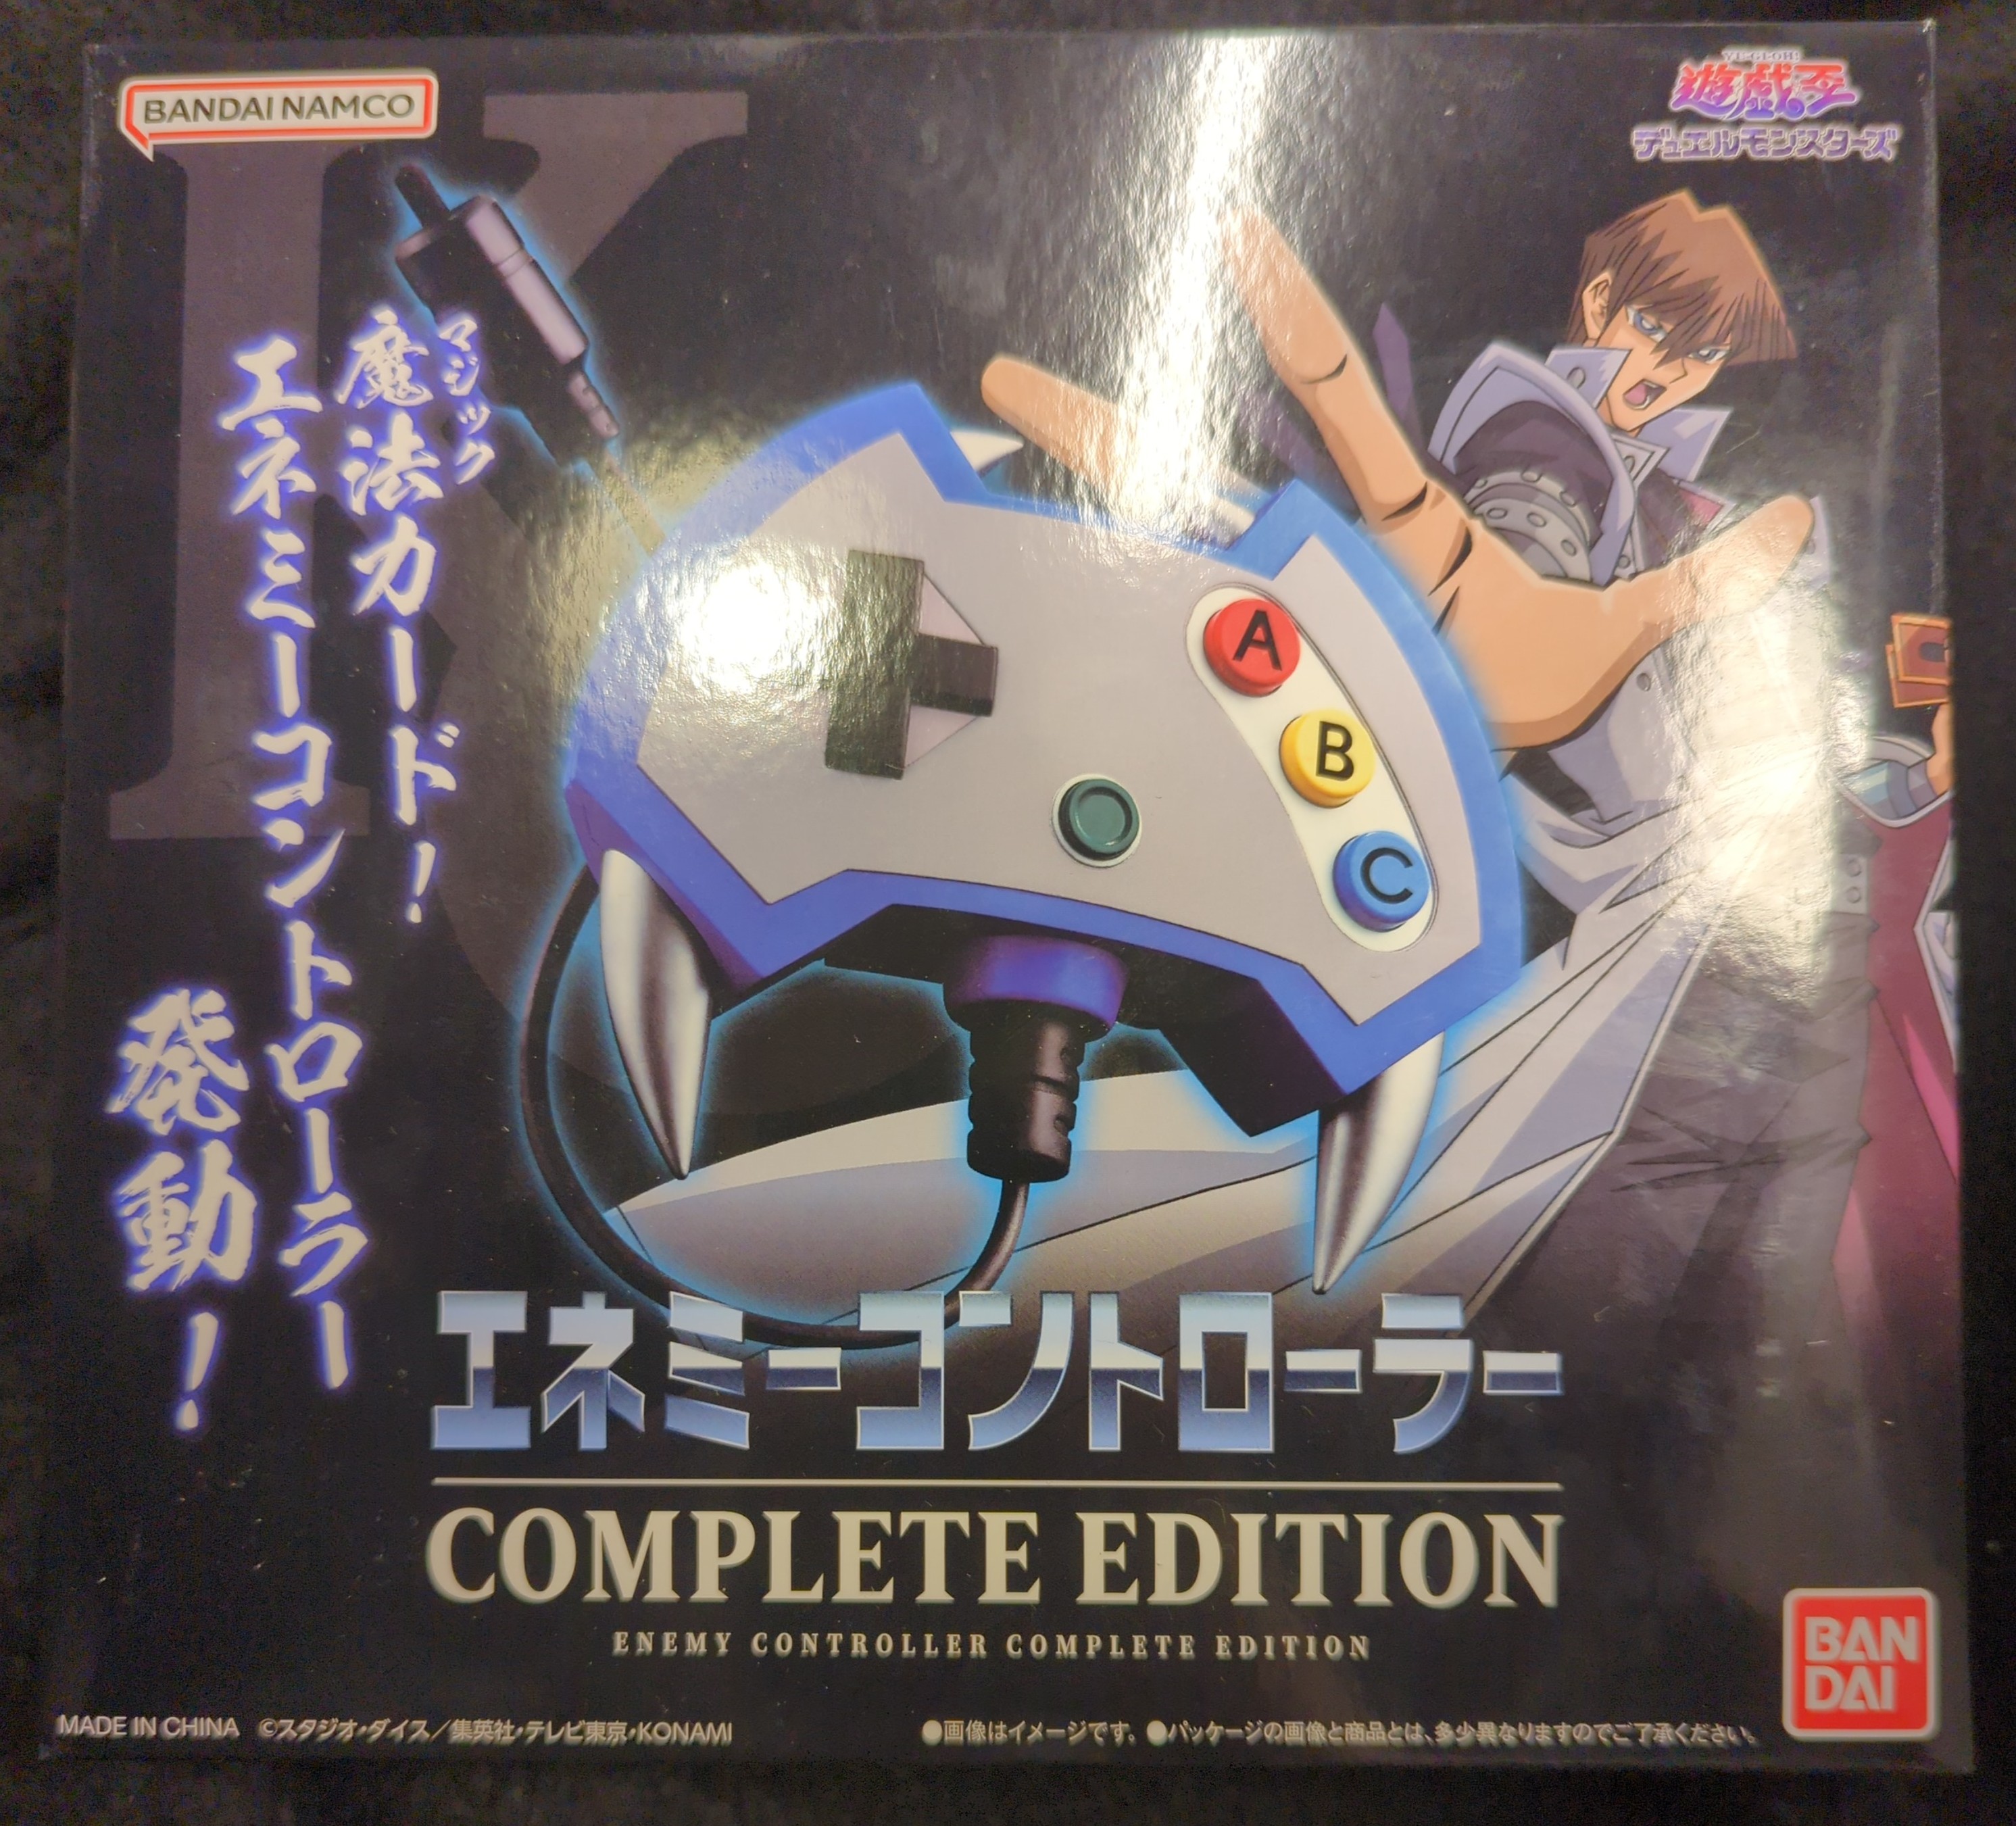 BANDAI NAMCO
YU-GI-OH!
遊戯王
デュエルモンスターズ
マジック
魔法カード!
エネミーコントローラー
発動!
A
B
C
エネミーコントローラー
COMPLETE EDITION
ENEMY CONTROLLER COMPLETE EDITION
BAN
DAI
MADE IN CHINA ©スタジオ・ダイス／集英社・テレビ東京・KONAMI
●画像はイメージです。●パッケージの画像と商品とは、多少異なりますのでご了承ください。